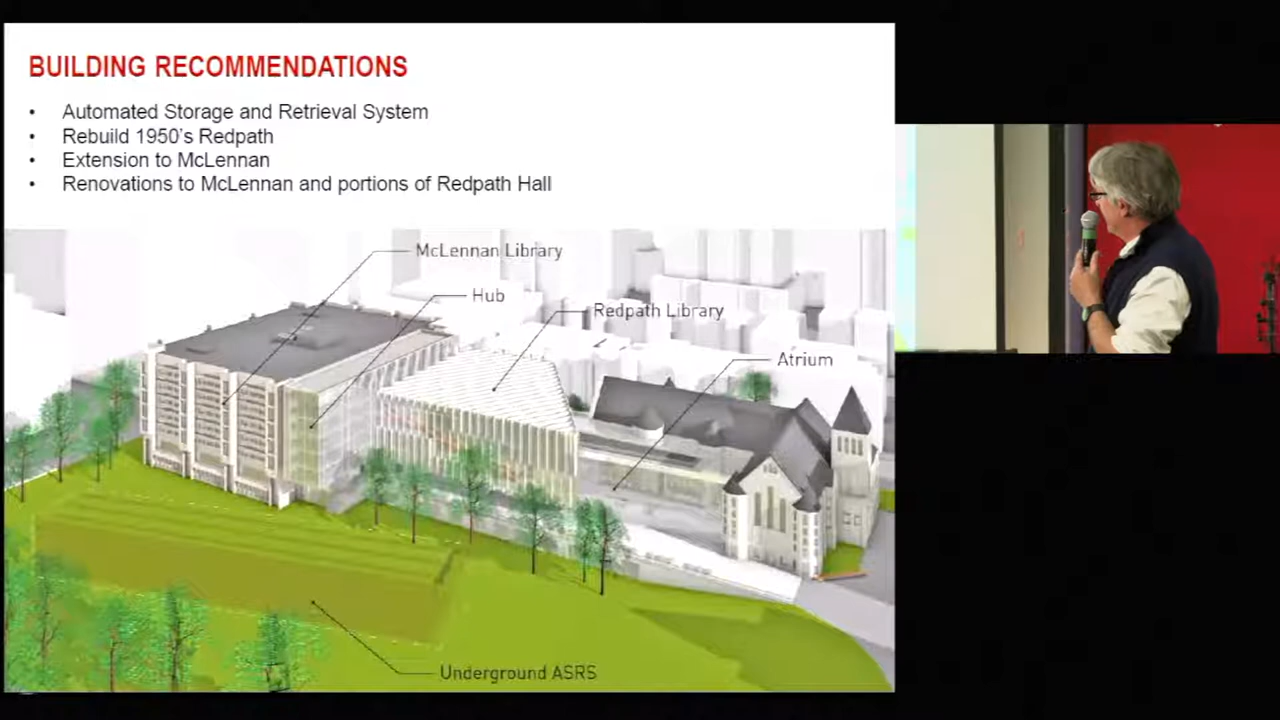 BUILDING RECOMMENDATIONS
• Automated Storage and Retrieval System
• Rebuild 1950's Redpath
• Extension to McLennan
• Renovations to McLennan and portions of Redpath Hall
McLennan Library
Hub
Redpath Library
Atrium
Underground ASRS